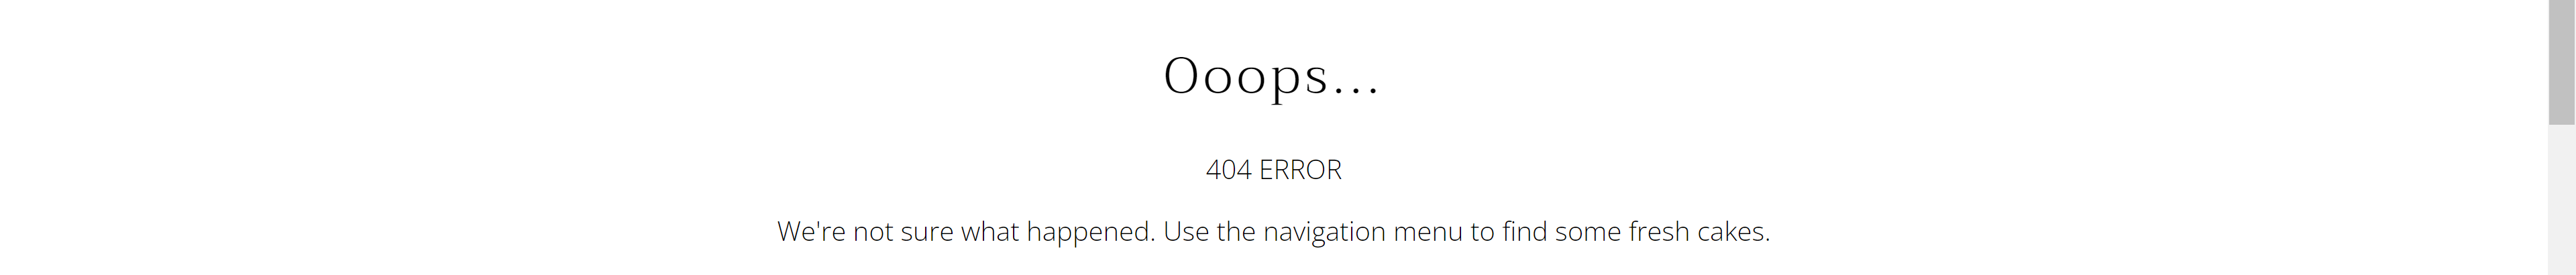 Ooops...
404 ERROR
We're not sure what happened. Use the navigation menu to find some fresh cakes.